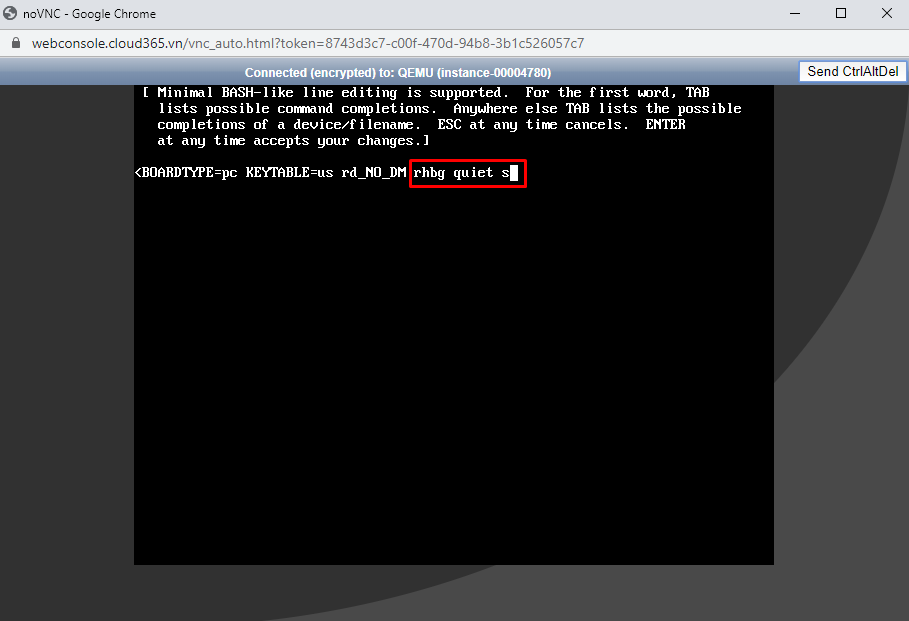 noVNC - Google Chrome
webconsole.cloud365.vn/vnc_auto.html?token=8743d3c7-c00f-470d-94b8-3b1c526057c7
Connected (encrypted) to: QEMU (instance-00004780)
Send CtrlAltDel
[ Minimal BASH-like line editing is supported.  For the first word, TAB
lists possible command completions.  Anywhere else TAB lists the possible
completions of a device/filename.  ESC at any time cancels.  ENTER
at any time accepts your changes.]
<BOARDTYPE=pc KEYTABLE=us rd_NO_DM rhbg quiet s